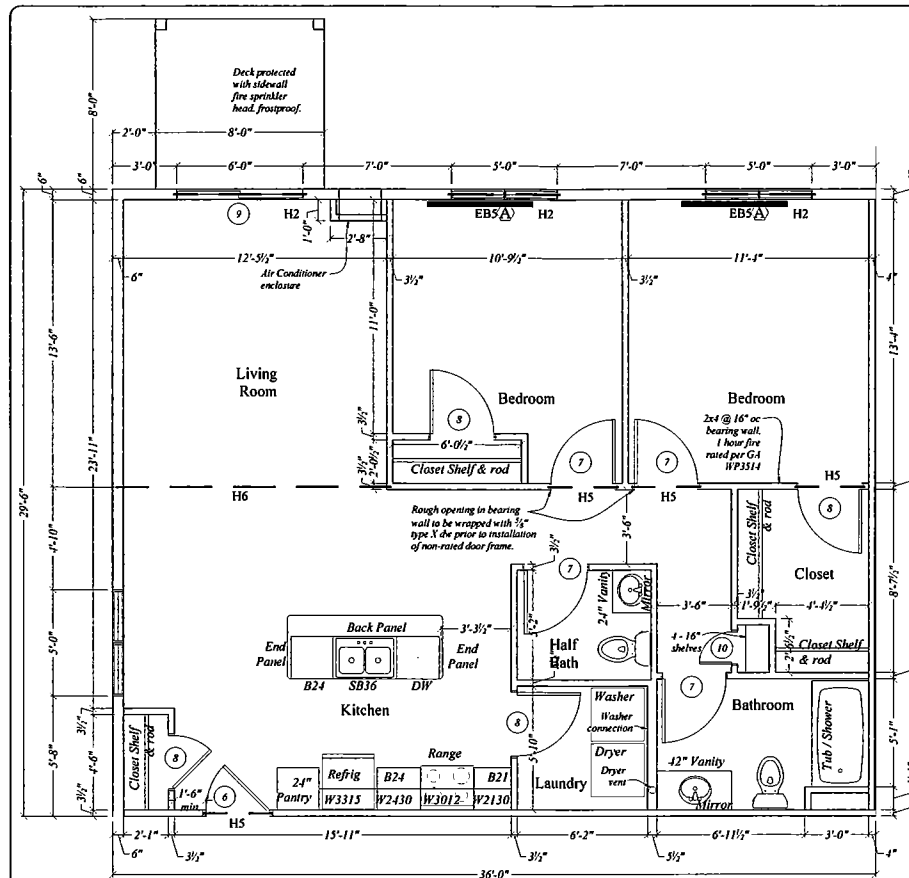 Deck protected
with sidewall
fire sprinkler
head. frostproof.
8'-0"
2'-0"
8'-0"
6"
6"
3'-0"
6'-0"
7'-0"
5'-0"
7'-0"
5'-0"
3'-0"
9
H2
EB5 A
H2
EB5 A
H2
1'-0"
2'-8"
12'-5½"
10'-9½"
11'-4"
6"
Air Conditioner
enclosure
3½"
3½"
4"
11'-0"
13'-6"
13'-4"
Living
Room
Bedroom
Bedroom
8
2x4 @ 16" oc
bearing wall.
1 hour fire
rated per GA
WP3514
3½"
6'-0½"
7
7
23'-11"
3½"
2'-0½"
Closet Shelf & rod
H5
29'-6"
H6
H5
H5
8
Rough opening in bearing
wall to be wrapped with ⅝"
type X dw prior to installation
of non-rated door frame.
3'-6"
Closet Shelf
& rod
4'-10"
3½"
7
Closet
8'-7½"
24" Vanity
Mirror
3'-6"
3½"
1'-9½"
4'-4½"
Back Panel
3'-3½"
5'-2"
End
Panel
End
Panel
Half
Bath
4 - 16"
shelves
10
2'-6½"
Closet Shelf
& rod
5'-0"
B24
SB36
DW
7
Kitchen
Washer
Washer
connection
Bathroom
8
3½"
Closet Shelf
& rod
8
Range
5'-10"
Tub / Shower
5'-1"
5'-8"
4'-6"
Refrig
B24
B21
Dryer
42" Vanity
1'-6"
min
6
24"
Pantry
W3315
W2430
W3012
W2130
Laundry
Dryer
vent
Mirror
3½"
H5
2'-1"
15'-11"
6'-2"
6'-11½"
3'-0"
6"
3½"
3½"
5½"
4"
36'-0"